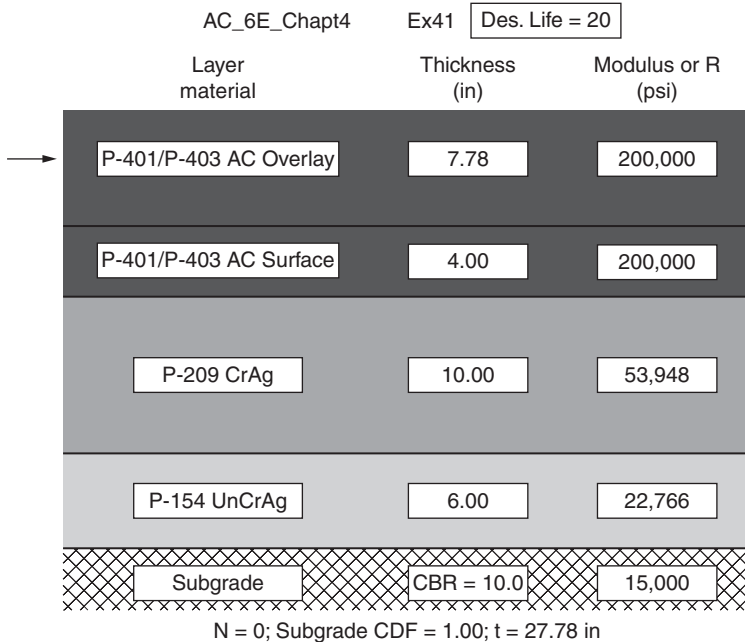 AC_6E_Chapt4 Ex41 Des. Life = 20
Layer material Thickness (in) Modulus or R (psi)
P-401/P-403 AC Overlay 7.78 200,000
P-401/P-403 AC Surface 4.00 200,000
P-209 CrAg 10.00 53,948
P-154 UnCrAg 6.00 22,766
Subgrade CBR = 10.0 15,000
N = 0; Subgrade CDF = 1.00; t = 27.78 in